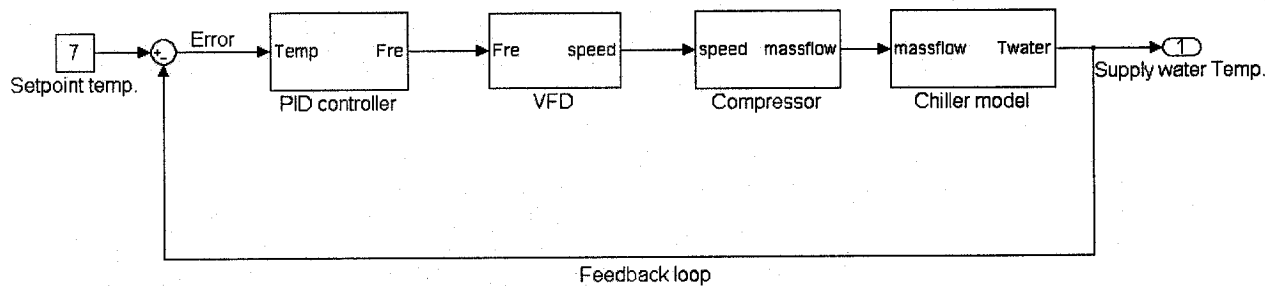 7
Setpoint temp.
Error
Temp Fre
PID controller
Fre speed
VFD
speed massflow
Compressor
massflow Twater
Chiller model
1
Supply water Temp.
Feedback loop